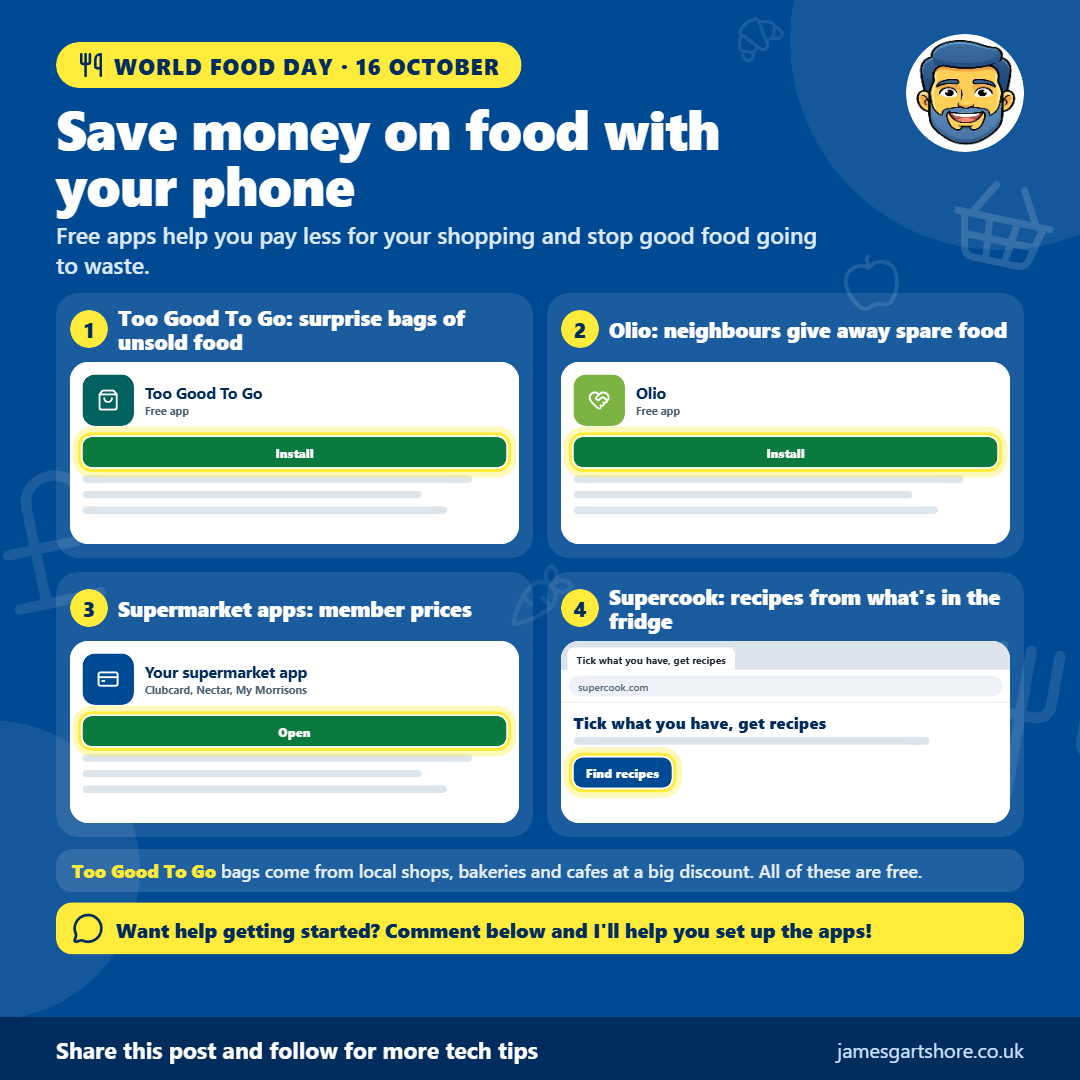 WORLD FOOD DAY · 16 OCTOBER
Save money on food with
your phone
Free apps help you pay less for your shopping and stop good food going
to waste.
1
Too Good To Go: surprise bags of
unsold food
Too Good To Go
Free app
Install
2
Olio: neighbours give away spare food
Olio
Free app
Install
3
Supermarket apps: member prices
Your supermarket app
Clubcard, Nectar, My Morrisons
Open
4
Supercook: recipes from what's in the
fridge
Tick what you have, get recipes
supercook.com
Tick what you have, get recipes
Find recipes
Too Good To Go bags come from local shops, bakeries and cafes at a big discount. All of these are free.
Want help getting started? Comment below and I'll help you set up the apps!
Share this post and follow for more tech tips
jamesgartshore.co.uk